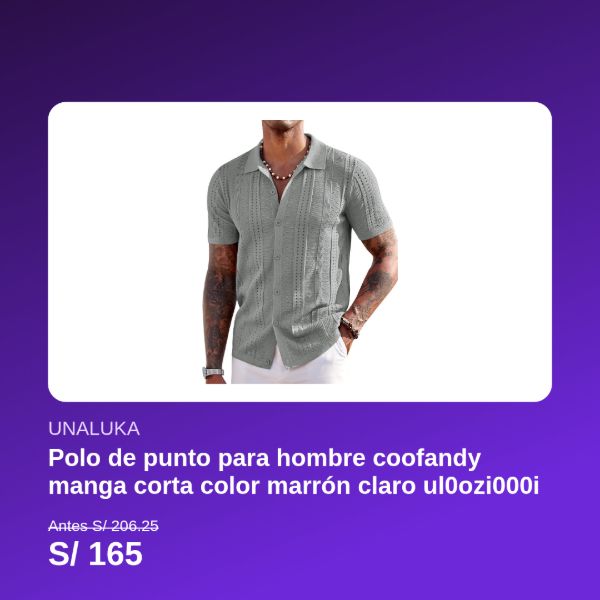 UNALUKA
Polo de punto para hombre coofandy
manga corta color marrón claro ul0ozi000i
Antes S/ 206.25
S/ 165